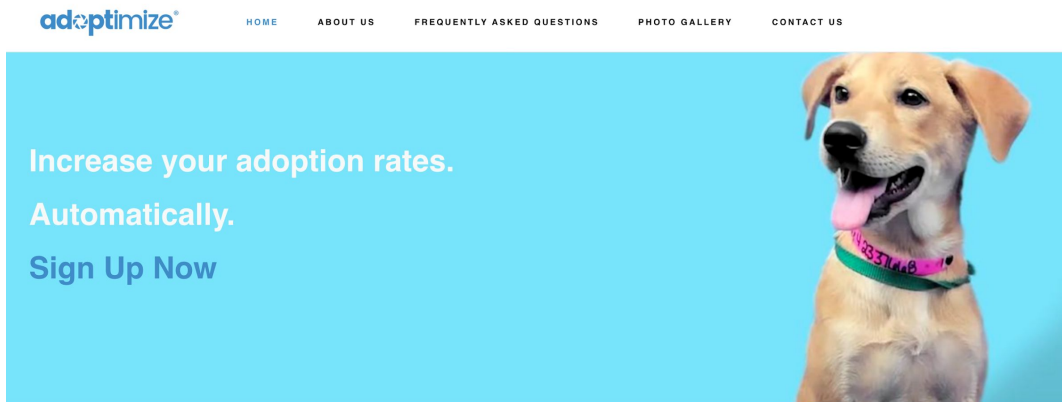 adoptimize®
HOME ABOUT US FREQUENTLY ASKED QUESTIONS PHOTO GALLERY CONTACT US
Increase your adoption rates.
Automatically.
Sign Up Now